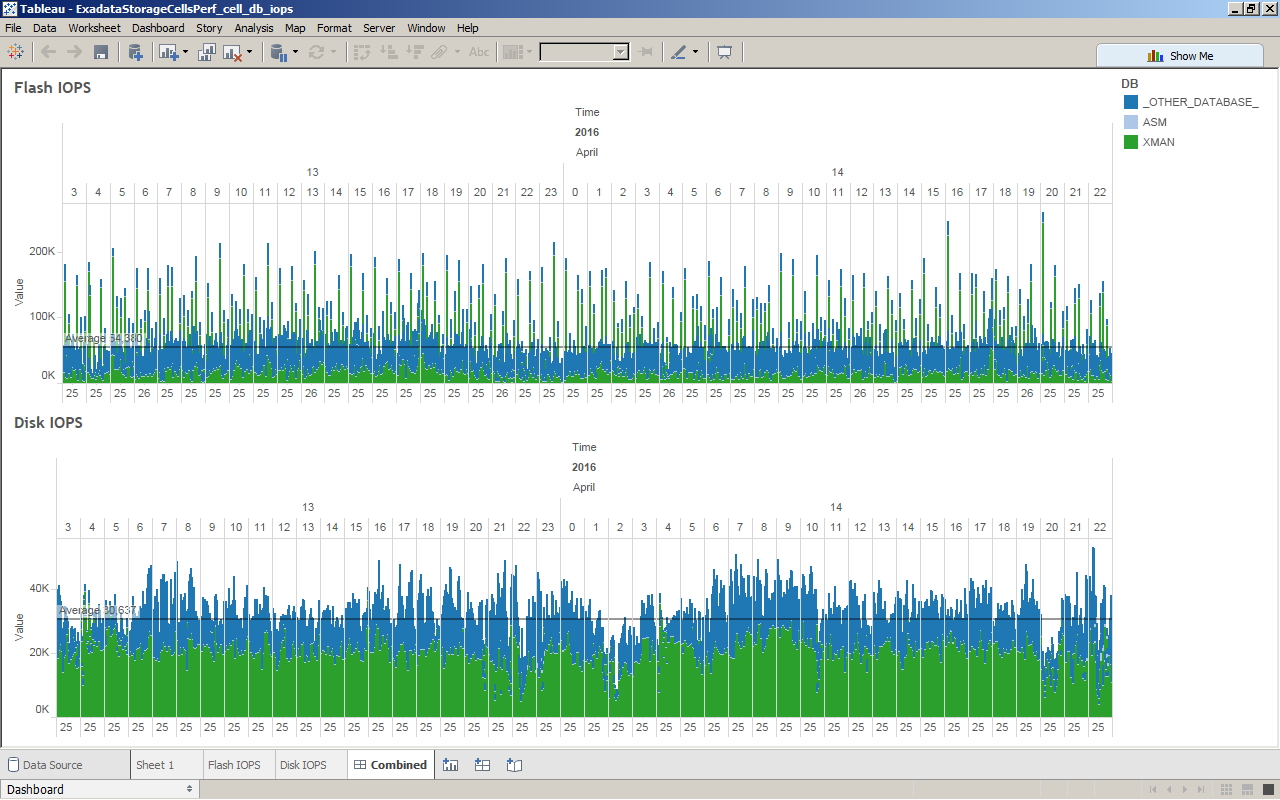 Tableau - ExadataStorageCellsPerf_cell_db_iops
File Data Worksheet Dashboard Story Analysis Map Format Server Window Help
Abc
Show Me
Flash IOPS
DB
_OTHER_DATABASE_
ASM
XMAN
Time
2016
April
13 14
3 4 5 6 7 8 9 10 11 12 13 14 15 16 17 18 19 20 21 22 23 0 1 2 3 4 5 6 7 8 9 10 11 12 13 14 15 16 17 18 19 20 21 22
200K
Value
100K
Average 54,380
0K
25 25 25 26 25 25 25 25 25 25 26 25 25 25 25 25 25 25 25 26 25 25 25 25 25 25 25 25 25 25 25 25 25 26 25 25 25 25 25 25 25 25 25
Disk IOPS
Time
2016
April
13 14
3 4 5 6 7 8 9 10 11 12 13 14 15 16 17 18 19 20 21 22 23 0 1 2 3 4 5 6 7 8 9 10 11 12 13 14 15 16 17 18 19 20 21 22
40K
Average 30,637
Value
20K
0K
25 25 25 25 25 25 25 25 25 25 25 25 25 25 25 25 25 25 25 25 25 25 25 25 25 25 25 25 25 25 25 25 25 25 25 25 25 25 25 25 25 25 25 25
Data Source Sheet 1 Flash IOPS Disk IOPS Combined
Dashboard